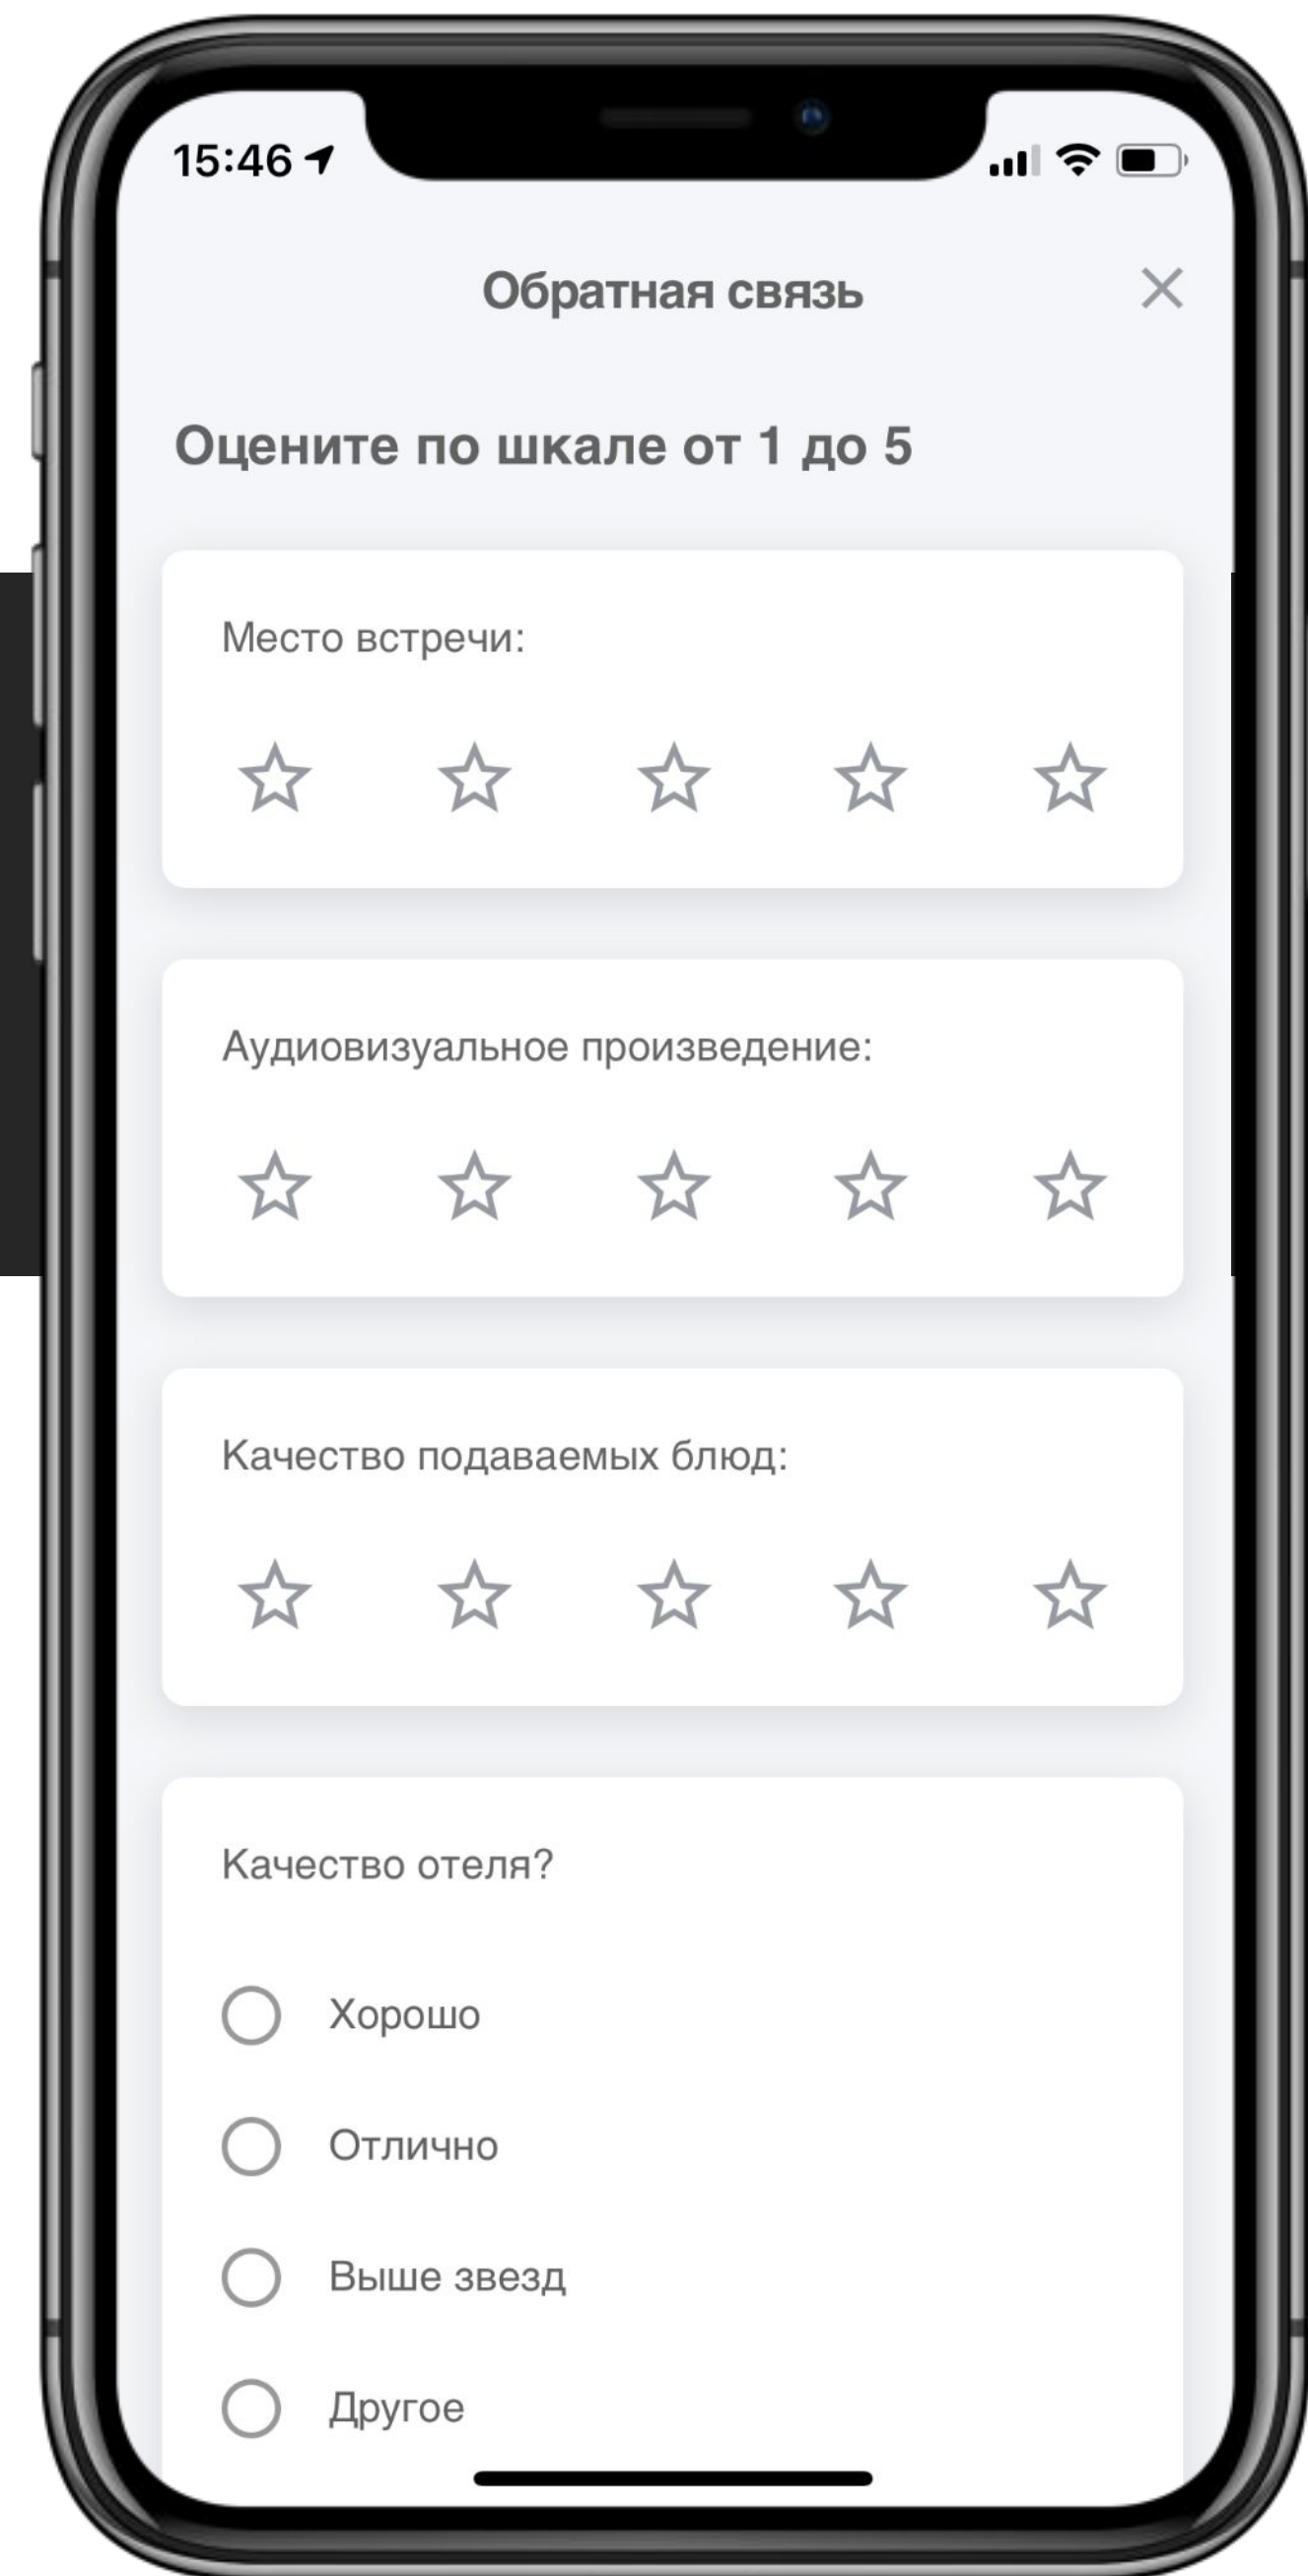 15:46
Обратная связь
Оцените по шкале от 1 до 5
Место встречи:
Аудиовизуальное произведение:
Качество подаваемых блюд:
Качество отеля?
Хорошо
Отлично
Выше звезд
Другое